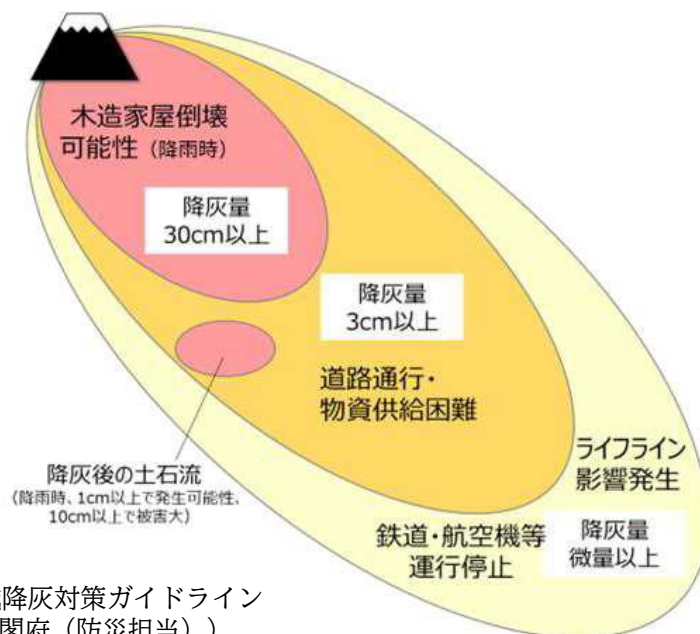 木造家屋倒壊
可能性（降雨時）
降灰量
30cm以上
降灰量
3cm以上
道路通行・
物資供給困難
降灰後の土石流
（降雨時、1cm以上で発生可能性、
10cm以上で被害大）
ライフライン
影響発生
鉄道・航空機等
運行停止
降灰量
微量以上
降灰対策ガイドライン
閣府（防災担当））